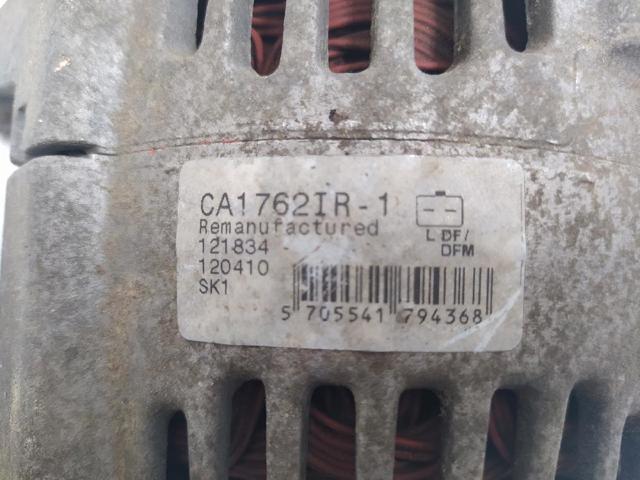 CA1762IR-1
Remanufactured
121834
120410
SK1
L DF/
DFM
5 705541 794368